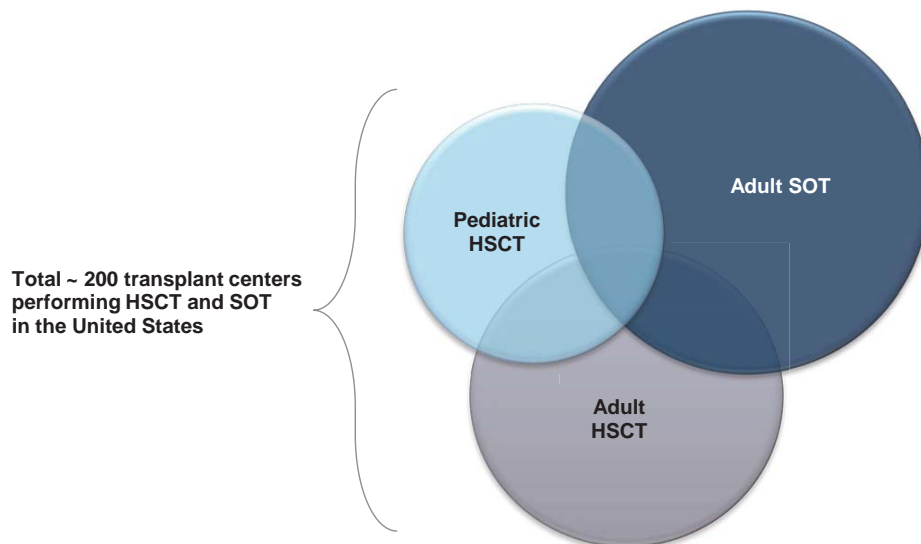 Total ~ 200 transplant centers
performing HSCT and SOT
in the United States
Pediatric
HSCT
Adult SOT
Adult
HSCT